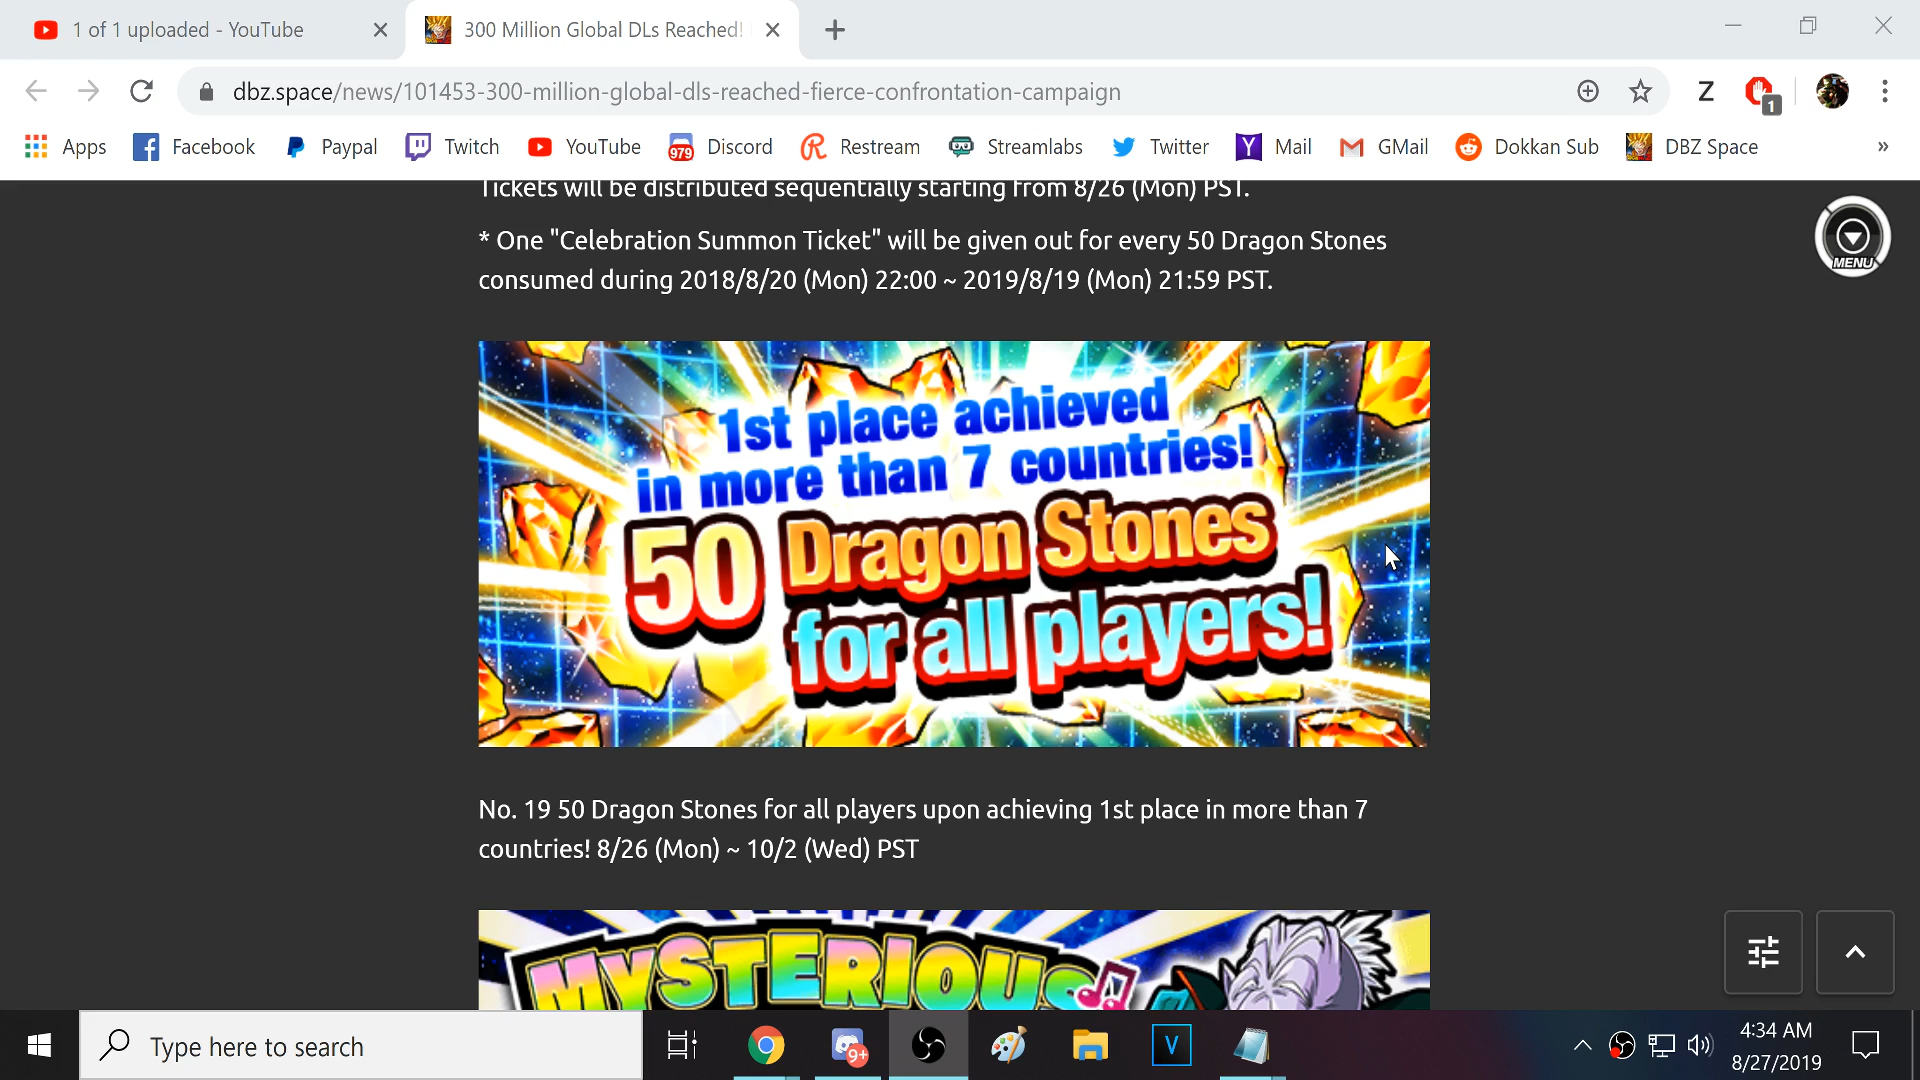 1 of 1 uploaded - YouTube
300 Million Global DLs Reached!
dbz.space/news/101453-300-million-global-dls-reached-fierce-confrontation-campaign
Z
1
Apps
Facebook
Paypal
Twitch
YouTube
979
Discord
Restream
Streamlabs
Twitter
Mail
GMail
Dokkan Sub
DBZ Space
»
Tickets will be distributed sequentially starting from 8/26 (Mon) PST.
MENU
* One "Celebration Summon Ticket" will be given out for every 50 Dragon Stones
consumed during 2018/8/20 (Mon) 22:00 ~ 2019/8/19 (Mon) 21:59 PST.
1st place achieved
in more than 7 countries!
50 Dragon Stones
for all players!
No. 19 50 Dragon Stones for all players upon achieving 1st place in more than 7
countries! 8/26 (Mon) ~ 10/2 (Wed) PST
MYSTERIOUS
Type here to search
9+
V
4:34 AM
8/27/2019